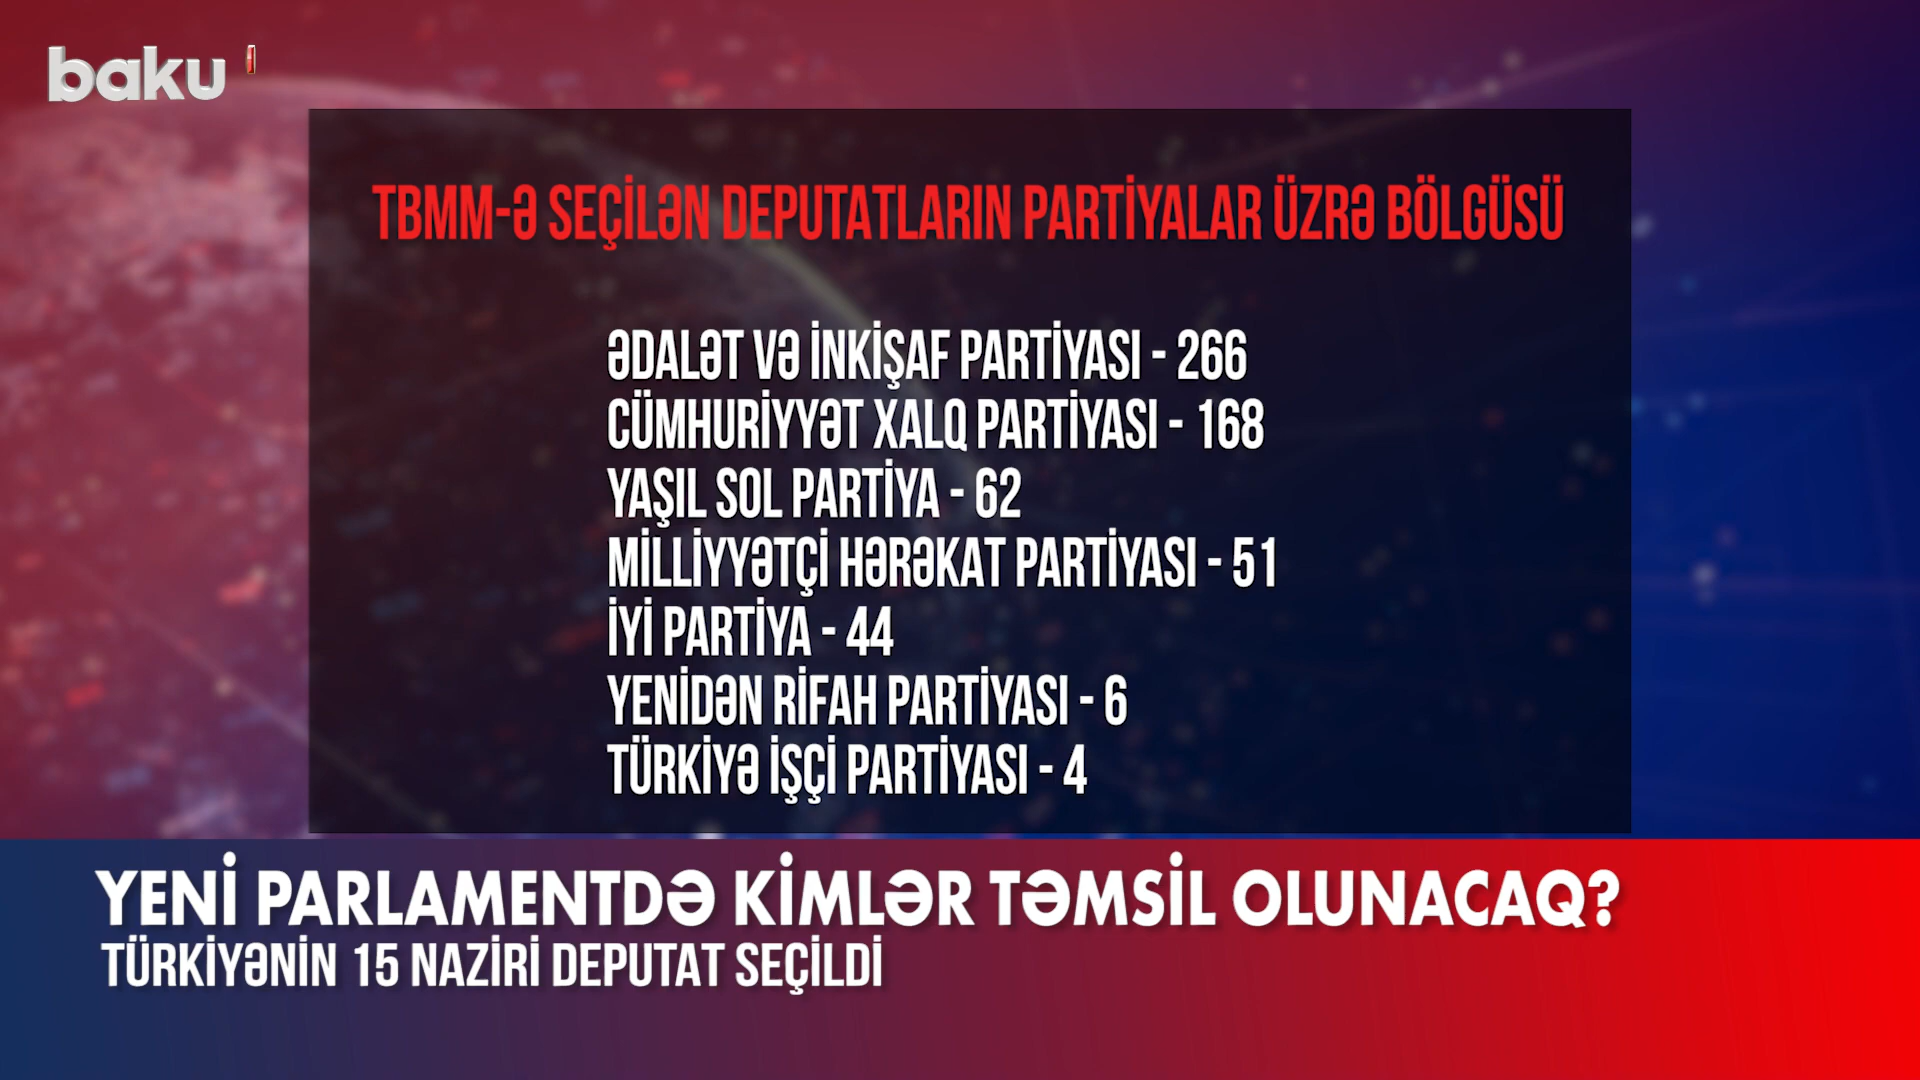 baku
TBMM-Ə SEÇİLƏN DEPUTATLARIN PARTİYALAR ÜZRƏ BÖLGÜSÜ
ƏDALƏT VƏ İNKİŞAF PARTİYASI - 266
CÜMHURİYYƏT XALQ PARTİYASI - 168
YAŞIL SOL PARTİYA - 62
MİLLİYYƏTÇİ HƏRƏKAT PARTİYASI - 51
İYİ PARTİYA - 44
YENİDƏN RİFAH PARTİYASI - 6
TÜRKİYƏ İŞÇİ PARTİYASI - 4
YENİ PARLAMENTDƏ KİMLƏR TƏMSİL OLUNACAQ?
TÜRKİYƏNİN 15 NAZİRİ DEPUTAT SEÇİLDİ